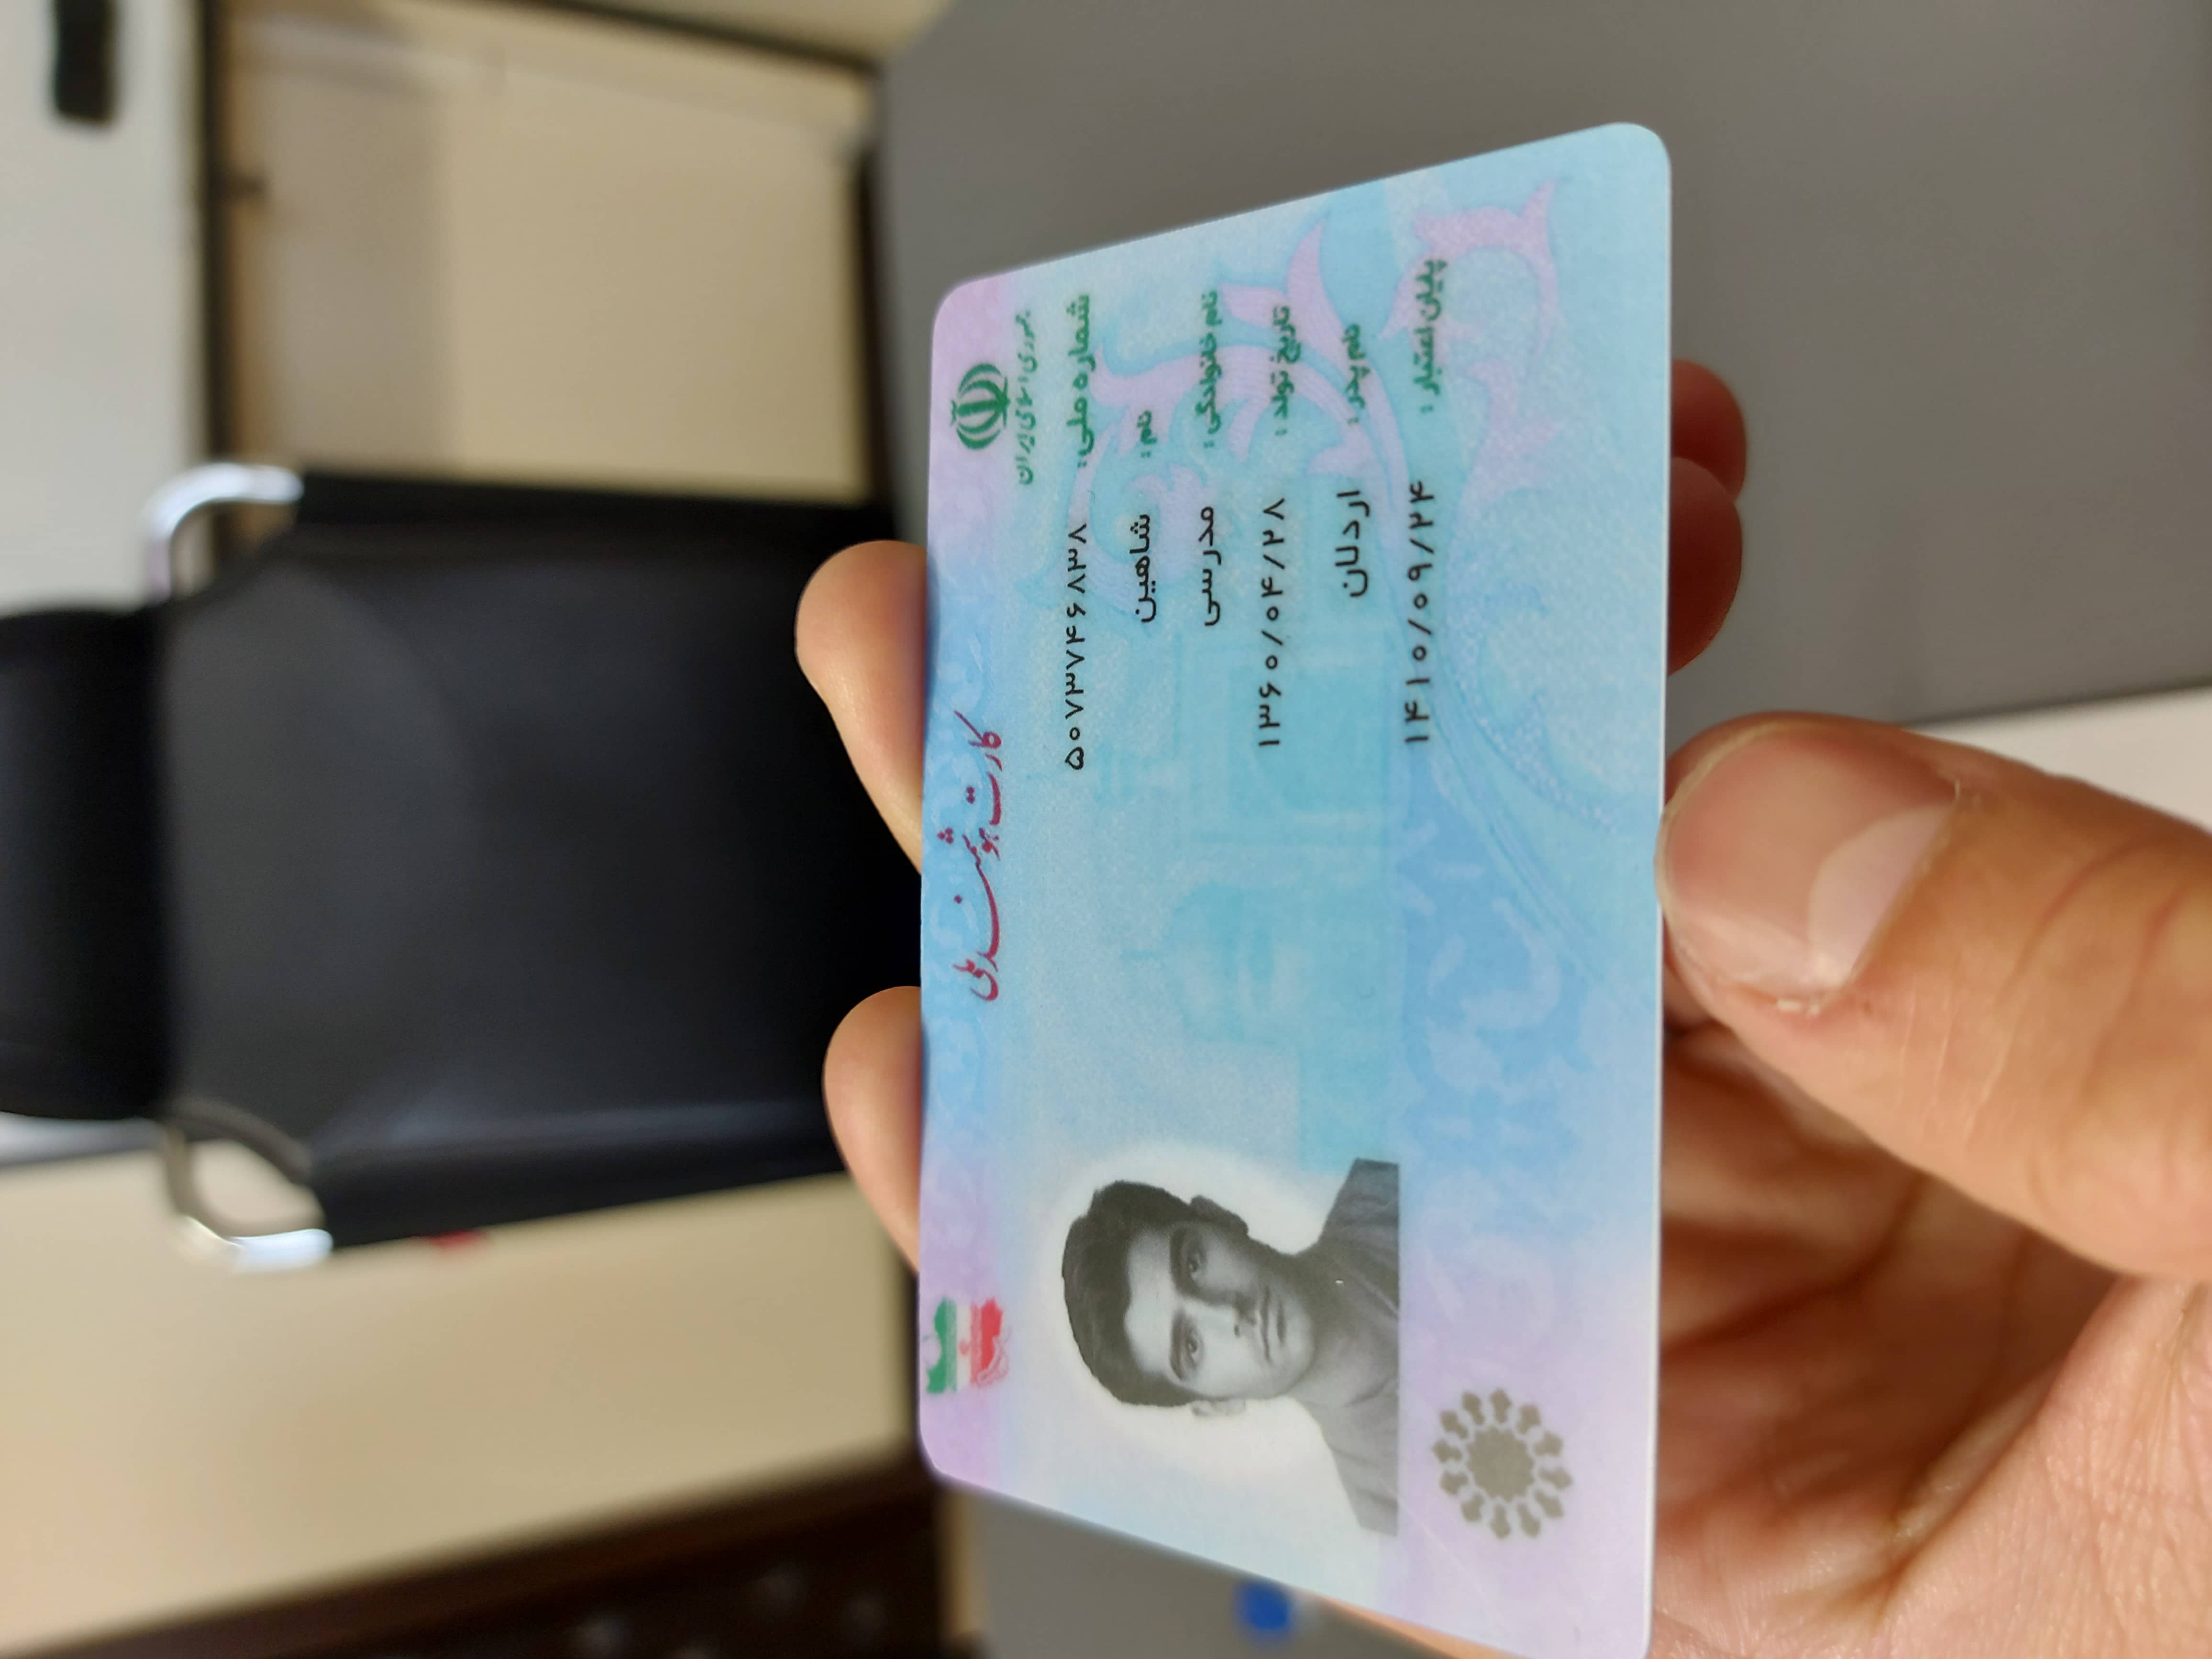 جمهوری اسلامی ایران
کارت هوشمند ملی
شماره ملی: ۵۰۷۳۷۴۶۸۳۸
نام: شاهین
نام خانوادگی: مدرسی
تاریخ تولد: ۱۳۶۰/۰۴/۲۸
نام پدر: اردلان
پایان اعتبار: ۱۴۱۰/۰۹/۲۴